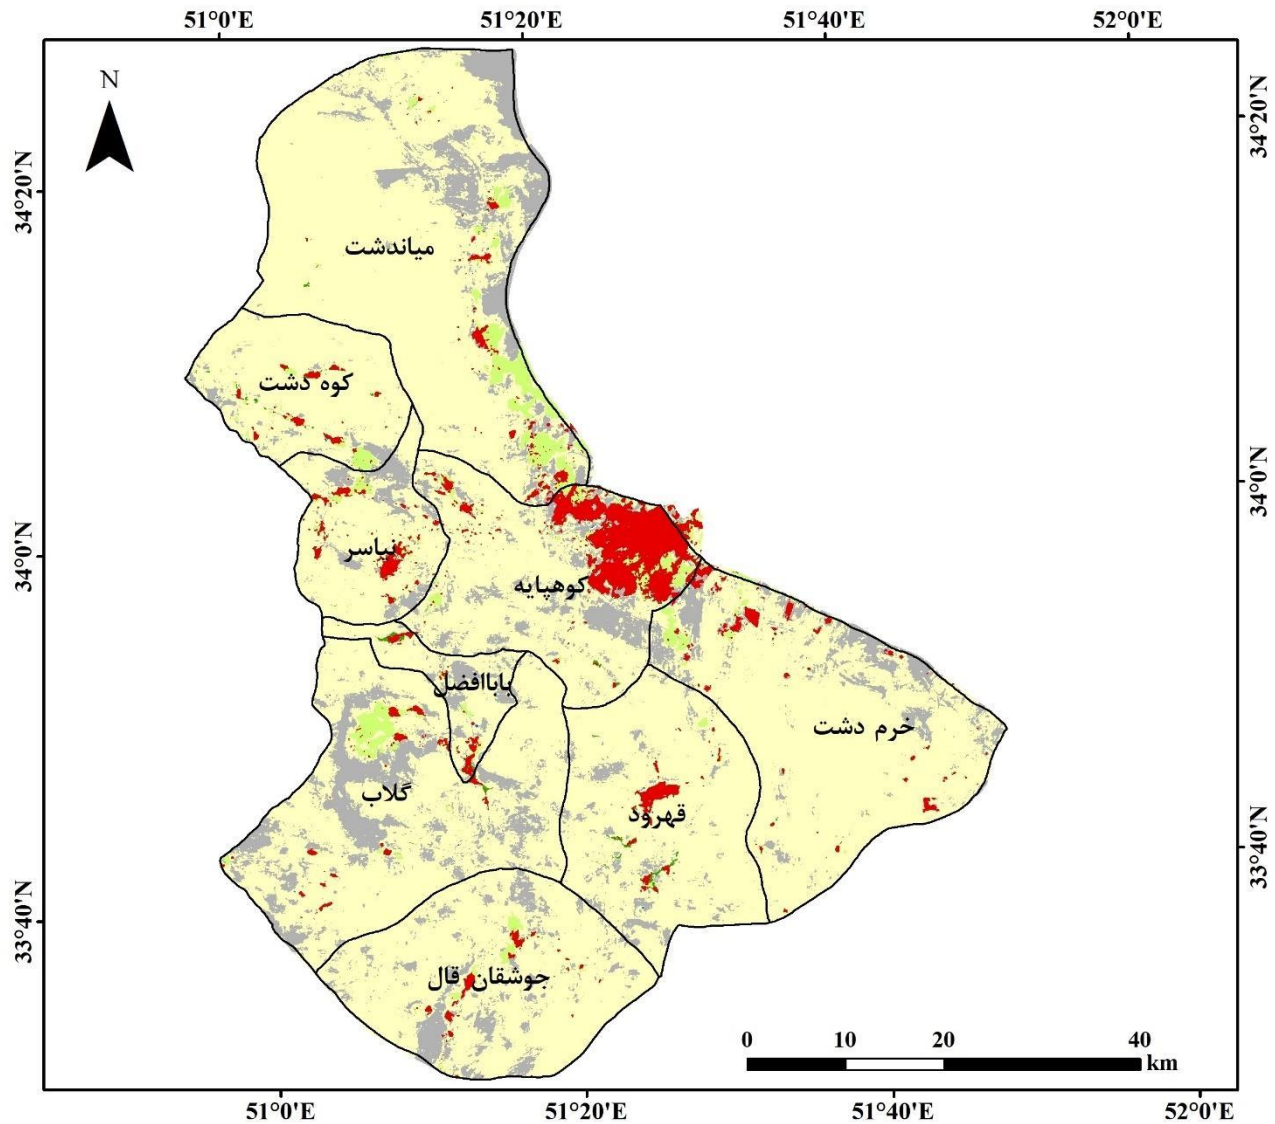 51°0'E 51°20'E 51°40'E 52°0'E
N
34°20'N
34°20'N
میاندشت
کوه دشت
34°0'N
نیاسر
34°0'N
کوهپایه
باباافضل
خرم دشت
گلاب
قهرود
33°40'N
33°40'N
جوشقان قال
0 10 20 40
km
51°0'E 51°20'E 51°40'E 52°0'E